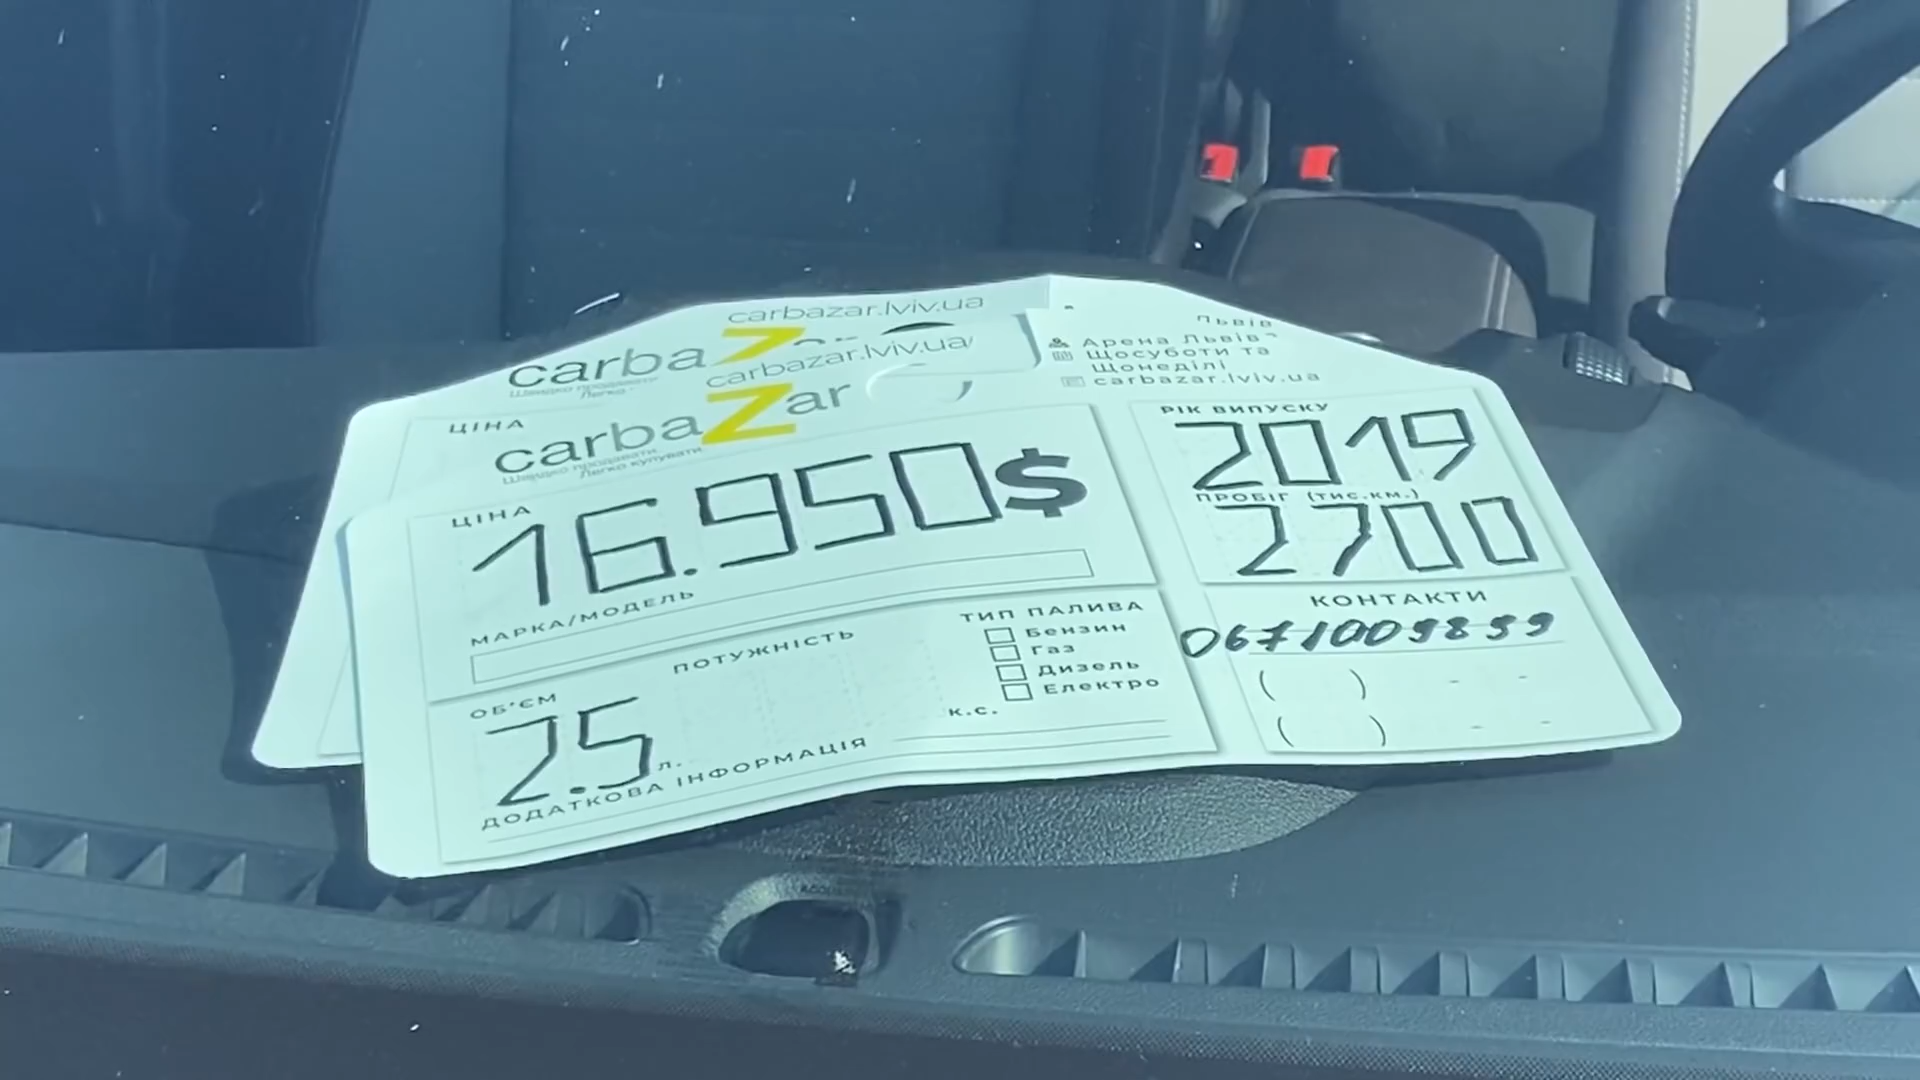 carbazar.lviv.ua
carba
ЦІНА
carbazar.lviv.ua
carbaZar
Швидко продавати.
Легко купувати
ЦІНА
16.950$
МАРКА/МОДЕЛЬ
ОБ'ЄМ
2.5 л.
ПОТУЖНІСТЬ
к.с.
ТИП ПАЛИВА
Бензин
Газ
Дизель
Електро
ДОДАТКОВА ІНФОРМАЦІЯ
Львів
Арена Львів
Щосуботи та
Щонеділі
carbazar.lviv.ua
РІК ВИПУСКУ
2019
ПРОБІГ (тис.км.)
2700
КОНТАКТИ
0671009899
( ) - -
( ) - -